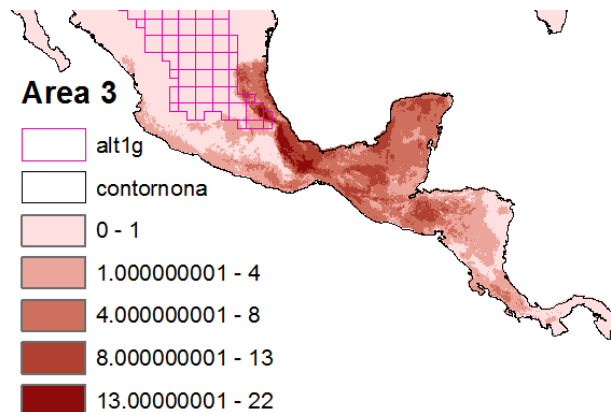 Area 3
alt1g
contornona
0 - 1
1.000000001 - 4
4.000000001 - 8
8.000000001 - 13
13.00000001 - 22